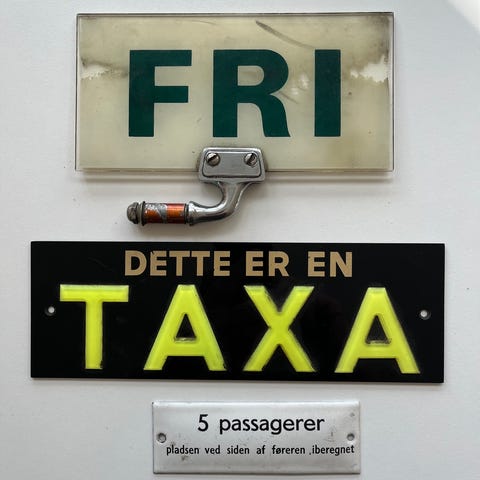 FRI
DETTE ER EN
TAXA
5 passagerer
pladsen ved siden af føreren ,iberegnet